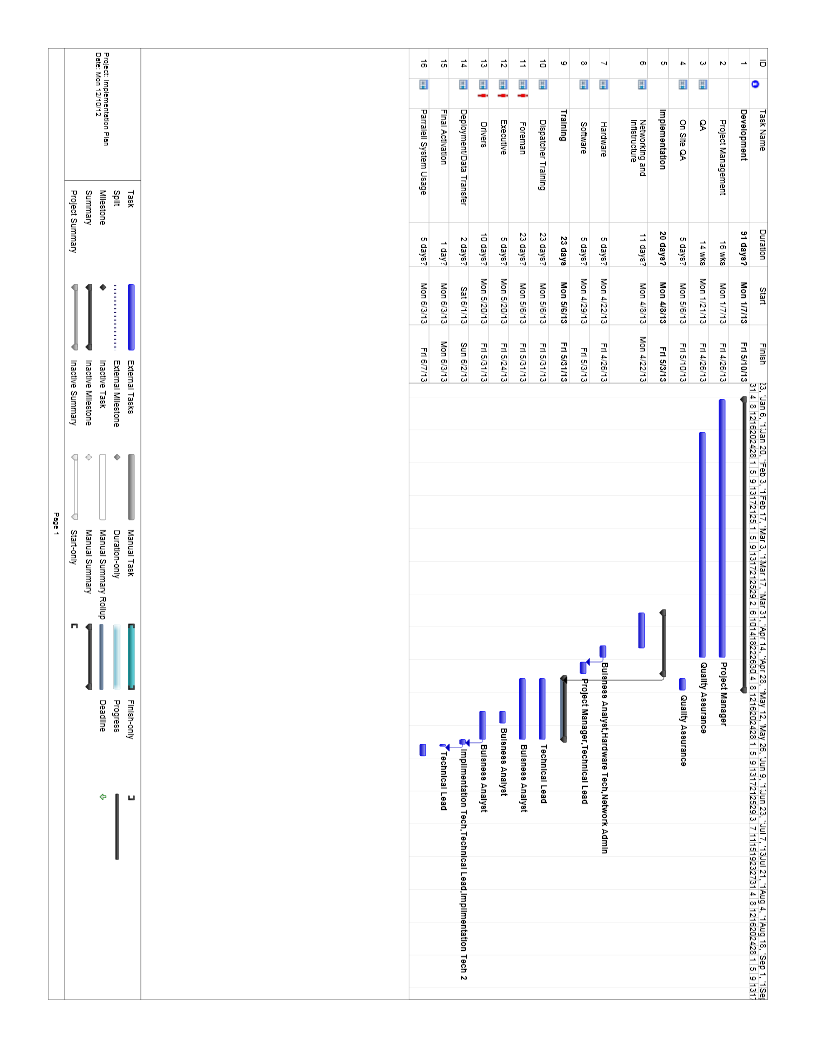 ID Task Name Duration Start Finish
1 Development 91 days? Mon 1/7/13 Fri 5/10/13
2 Project Management 16 wks Mon 1/7/13 Fri 4/26/13 Project Manager
3 QA 14 wks Mon 1/21/13 Fri 4/26/13 Quality Assurance
4 On Site QA 5 days? Mon 5/6/13 Fri 5/10/13 Quality Assurance
5 Implementation 20 days? Mon 4/8/13 Fri 5/3/13
6 Networking and 11 days? Mon 4/8/13 Mon 4/22/13
7 Hardware 5 days? Mon 4/22/13 Fri 4/26/13 Buisness Analyst,Hardware Tech,Network Admin
8 Software 5 days? Mon 4/29/13 Fri 5/3/13 Project Manager,Technical Lead
9 Training 23 days Mon 5/6/13 Fri 5/31/13
10 Dispatcher Training 23 days? Mon 5/6/13 Fri 5/31/13 Technical Lead
11 Foreman 23 days? Mon 5/6/13 Fri 5/31/13 Buisness Analyst
12 Executive 5 days? Mon 5/20/13 Fri 5/24/13 Buisness Analyst
13 Drivers 10 days? Mon 5/20/13 Fri 5/31/13 Buisness Analyst
14 Deployment/Data Transfer 2 days? Sat 6/1/13 Sun 6/2/13 Implimentation Tech,Technical Lead,Implimentation Tech 2
15 Final Activation 1 day? Mon 6/3/13 Mon 6/3/13 Technical Lead
16 Parralell System Usage 5 days? Mon 6/3/13 Fri 6/7/13
Project: Implementation Plan
Date: Mon 12/10/12
Task External Tasks Manual Task Finish-only
Split External Milestone Duration-only Progress
Milestone Inactive Task Manual Summary Rollup Deadline
Summary Inactive Milestone Manual Summary
Project Summary Inactive Summary Start-only
Page 1